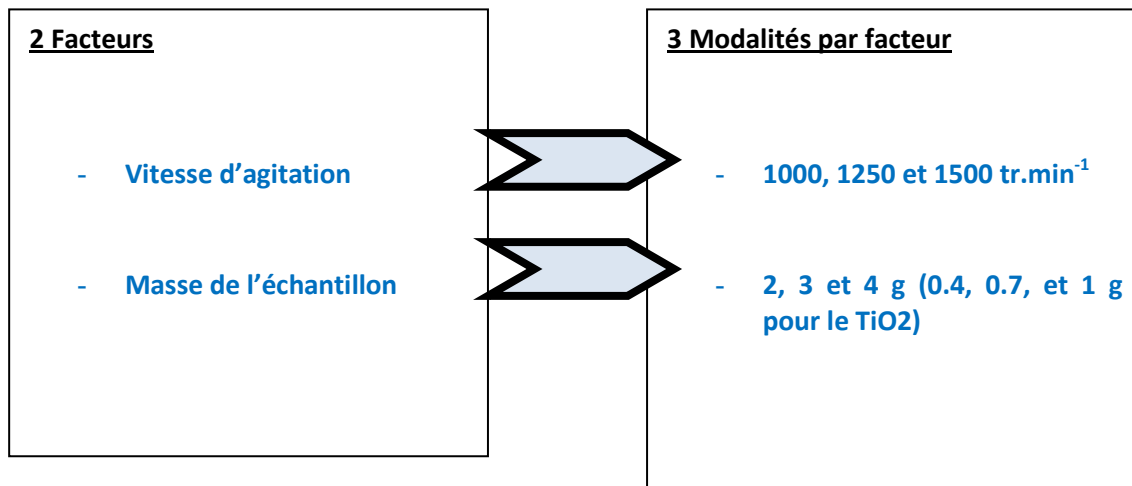 2 Facteurs
- Vitesse d'agitation
- Masse de l'échantillon
3 Modalités par facteur
- 1000, 1250 et 1500 tr.min⁻¹
- 2, 3 et 4 g (0.4, 0.7, et 1 g
pour le TiO2)